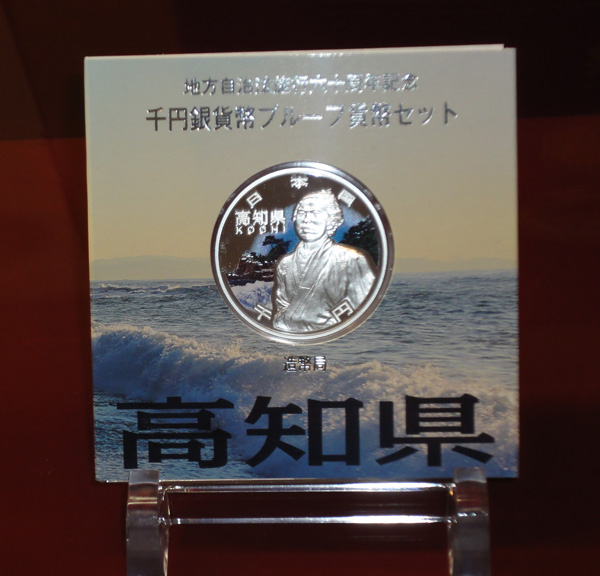 地方自治法施行六十周年記念
千円銀貨幣プルーフ貨幣セット
日本国
高知県
KOCHI
千円
造幣局
高知県